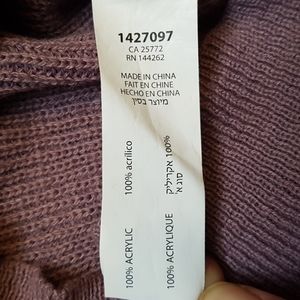 1427097
CA 25772
RN 144262
MADE IN CHINA
FAIT EN CHINE
HECHO EN CHINA
מיוצר בסין
100% acrílico
100% אקריליק
סוג א'
100% ACRYLIC
100% ACRYLIQUE